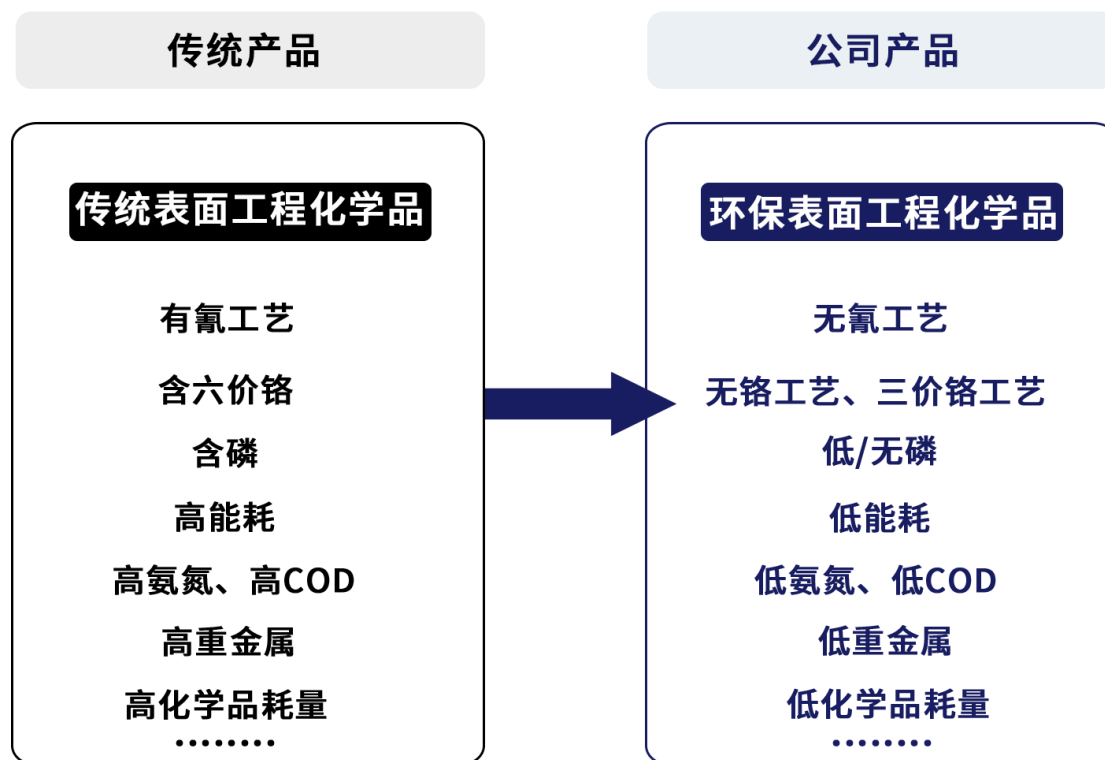 传统产品
公司产品
传统表面工程化学品
有氰工艺
含六价铬
含磷
高能耗
高氨氮、高COD
高重金属
高化学品耗量
········
环保表面工程化学品
无氰工艺
无铬工艺、三价铬工艺
低/无磷
低能耗
低氨氮、低COD
低重金属
低化学品耗量
········